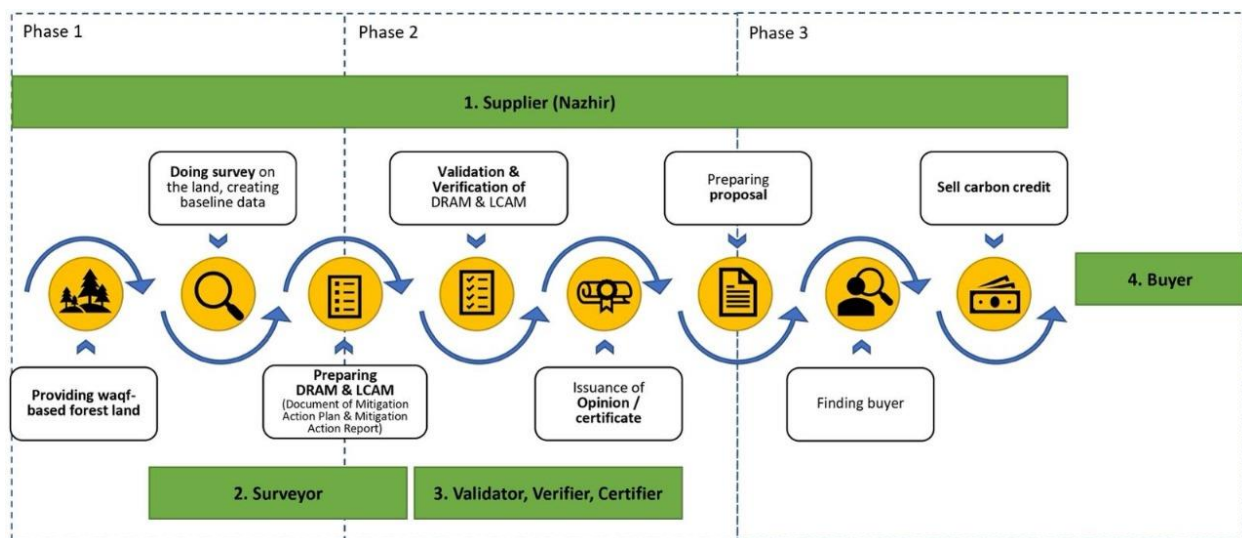 Phase 1
Phase 2
Phase 3
1. Supplier (Nazhir)
Doing survey on
the land, creating
baseline data
Validation &
Verification of
DRAM & LCAM
Preparing
proposal
Sell carbon credit
4. Buyer
Providing waqf-
based forest land
Preparing
DRAM & LCAM
(Document of Mitigation
Action Plan & Mitigation
Action Report)
Issuance of
Opinion /
certificate
Finding buyer
2. Surveyor
3. Validator, Verifier, Certifier